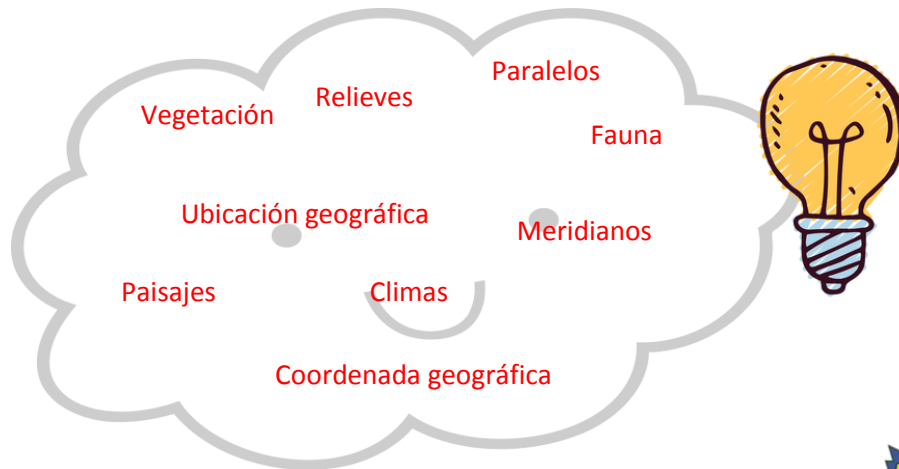 Paralelos
Relieves
Vegetación
Fauna
Ubicación geográfica
Meridianos
Paisajes
Climas
Coordenada geográfica